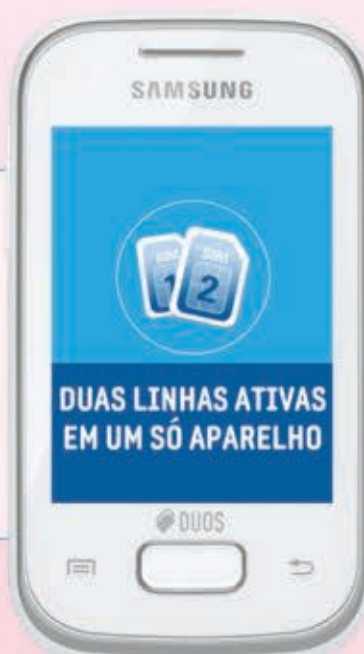 SAMSUNG
SIM SIM
1 2
DUAS LINHAS ATIVAS
EM UM SÓ APARELHO
DUOS